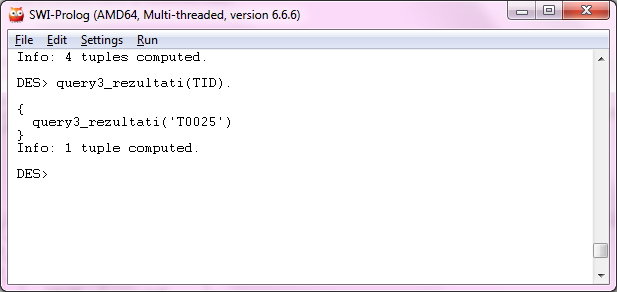 SWI-Prolog (AMD64, Multi-threaded, version 6.6.6)
File Edit Settings Run
Info: 4 tuples computed.
DES> query3_rezultati(TID).
{
query3_rezultati('T0025')
}
Info: 1 tuple computed.
DES>